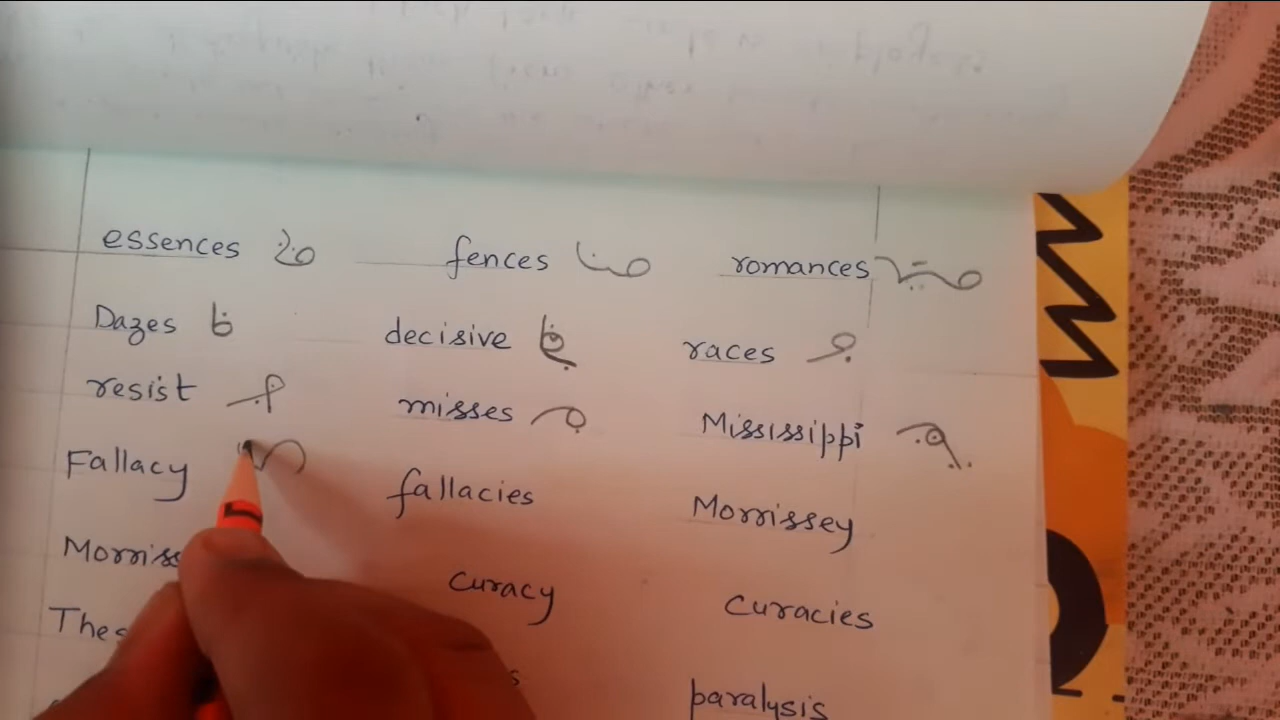 essences fences romances
Dazes decisive races
resist misses Mississippi
Fallacy fallacies Morrissey
curacy curacies
paralysis